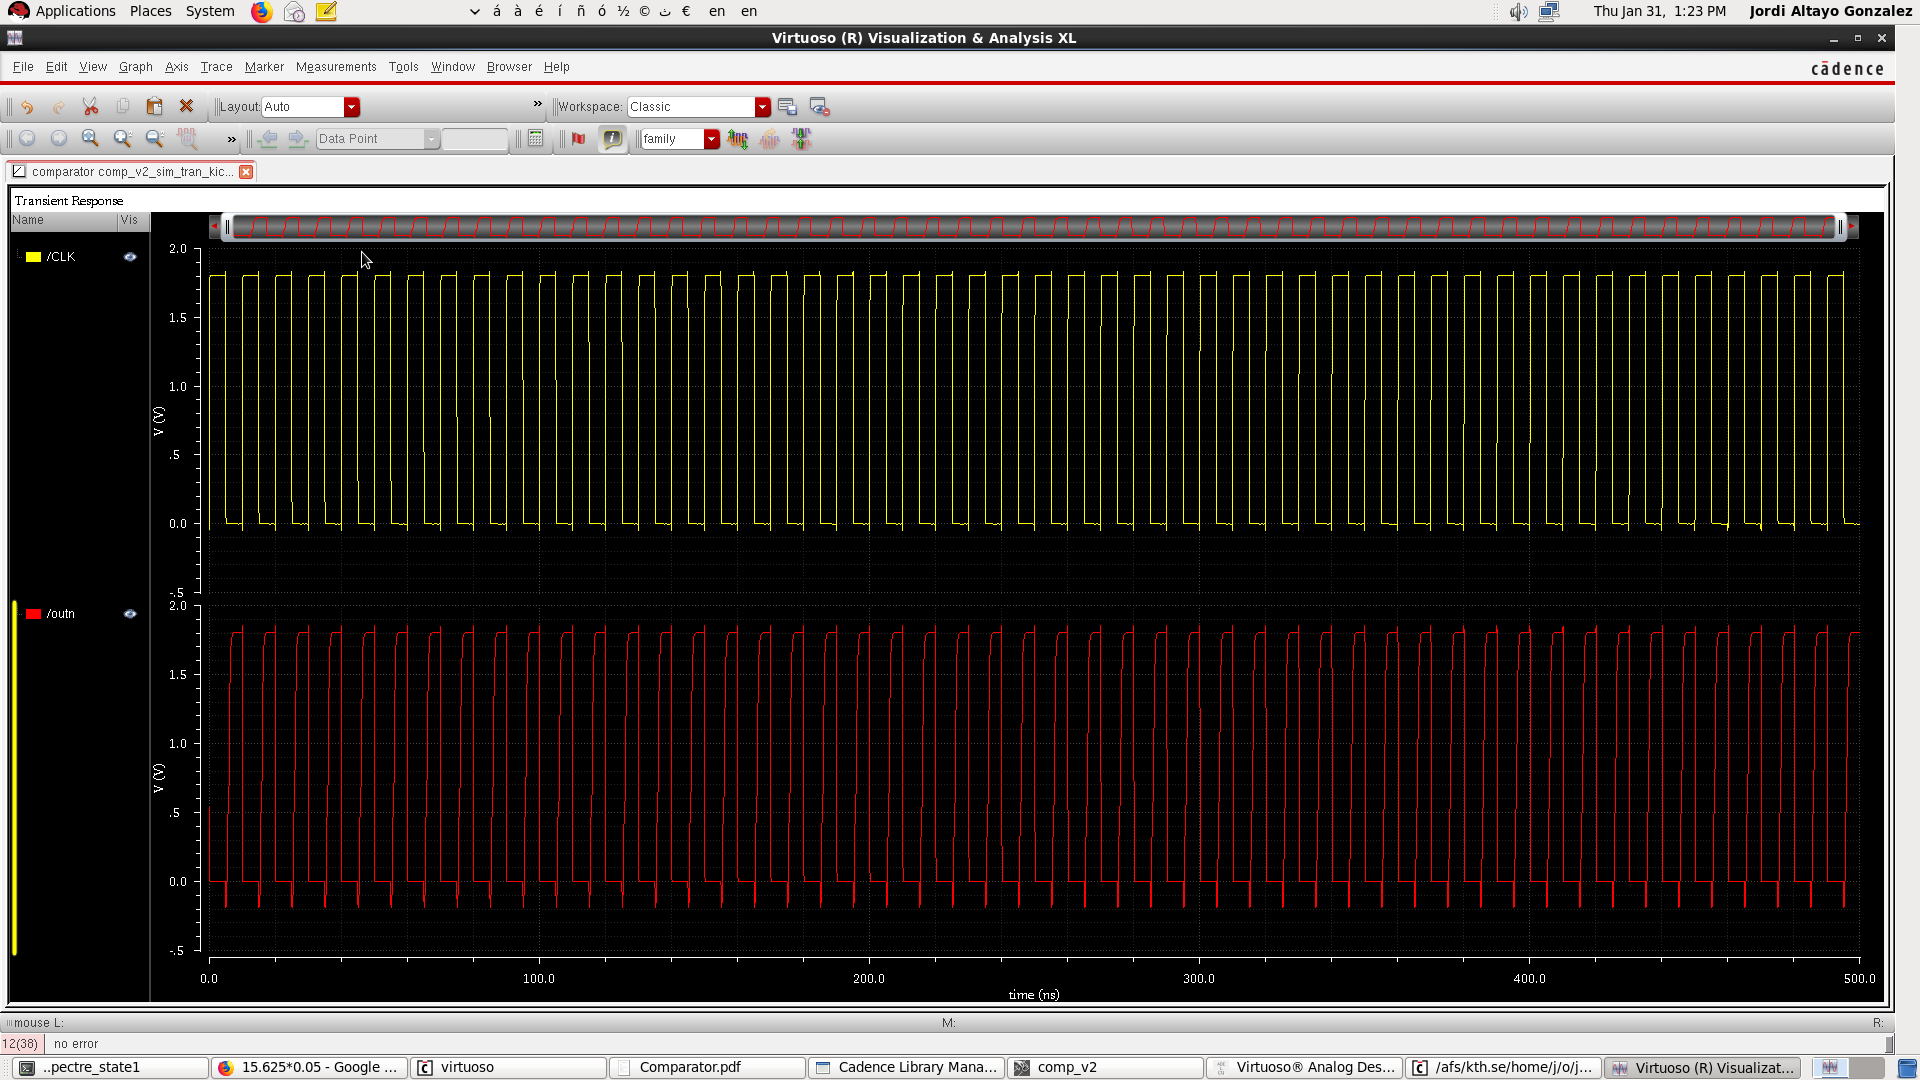 Applications Places System á à é í ñ ó ½ © ث € en en Thu Jan 31, 1:23 PM Jordi Altayo Gonzalez
Virtuoso (R) Visualization & Analysis XL
File Edit View Graph Axis Trace Marker Measurements Tools Window Browser Help cādence
Layout: Auto » Workspace: Classic
» Data Point family
comparator comp_v2_sim_tran_kic...
Transient Response
Name Vis
/CLK
2.0
1.5
1.0
.5
0.0
-.5
V (V)
/outn
2.0
1.5
1.0
.5
0.0
-.5
V (V)
0.0 100.0 200.0 300.0 400.0 500.0
time (ns)
mouse L: M: R:
12(38) no error
..pectre_state1 15.625*0.05 - Google ... virtuoso Comparator.pdf Cadence Library Mana... comp_v2 Virtuoso® Analog Des... /afs/kth.se/home/j/o/j... Virtuoso (R) Visualizat...